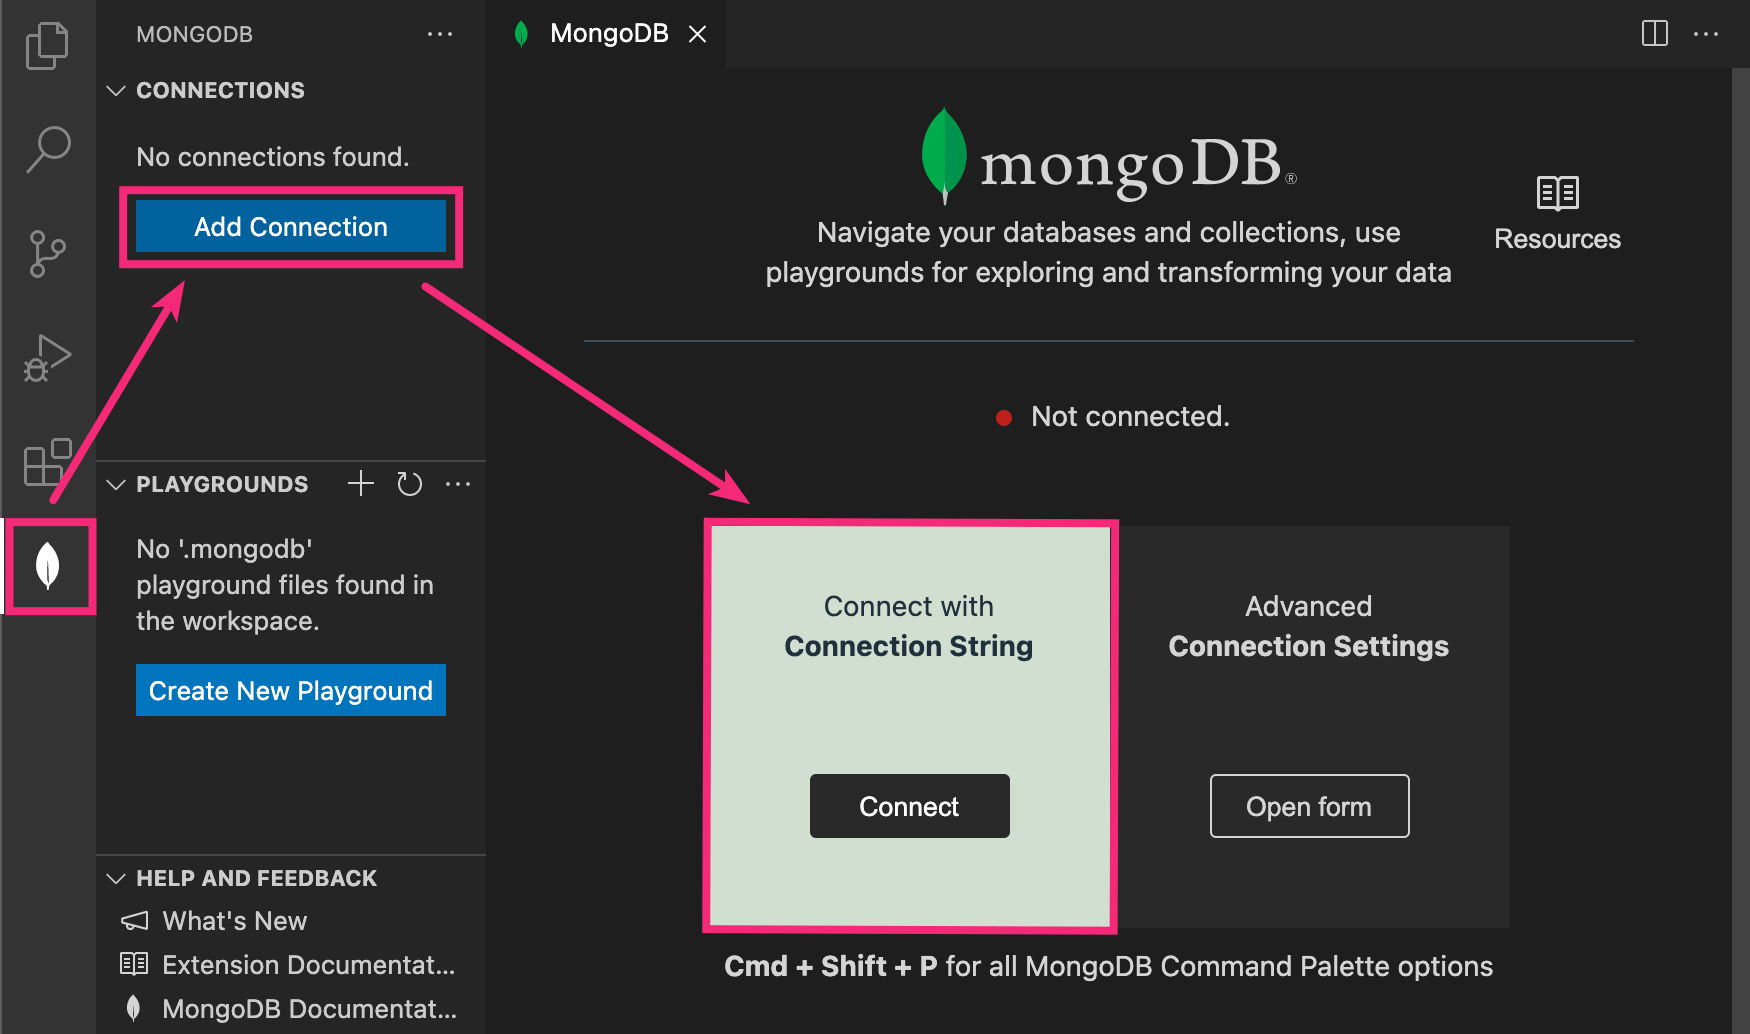 MONGODB
CONNECTIONS
No connections found.
Add Connection
PLAYGROUNDS
No '.mongodb'
playground files found in
the workspace.
Create New Playground
HELP AND FEEDBACK
What's New
Extension Documentat...
MongoDB Documentat...
MongoDB
mongoDB®
Navigate your databases and collections, use
playgrounds for exploring and transforming your data
Resources
Not connected.
Connect with
Connection String
Connect
Advanced
Connection Settings
Open form
Cmd + Shift + P for all MongoDB Command Palette options